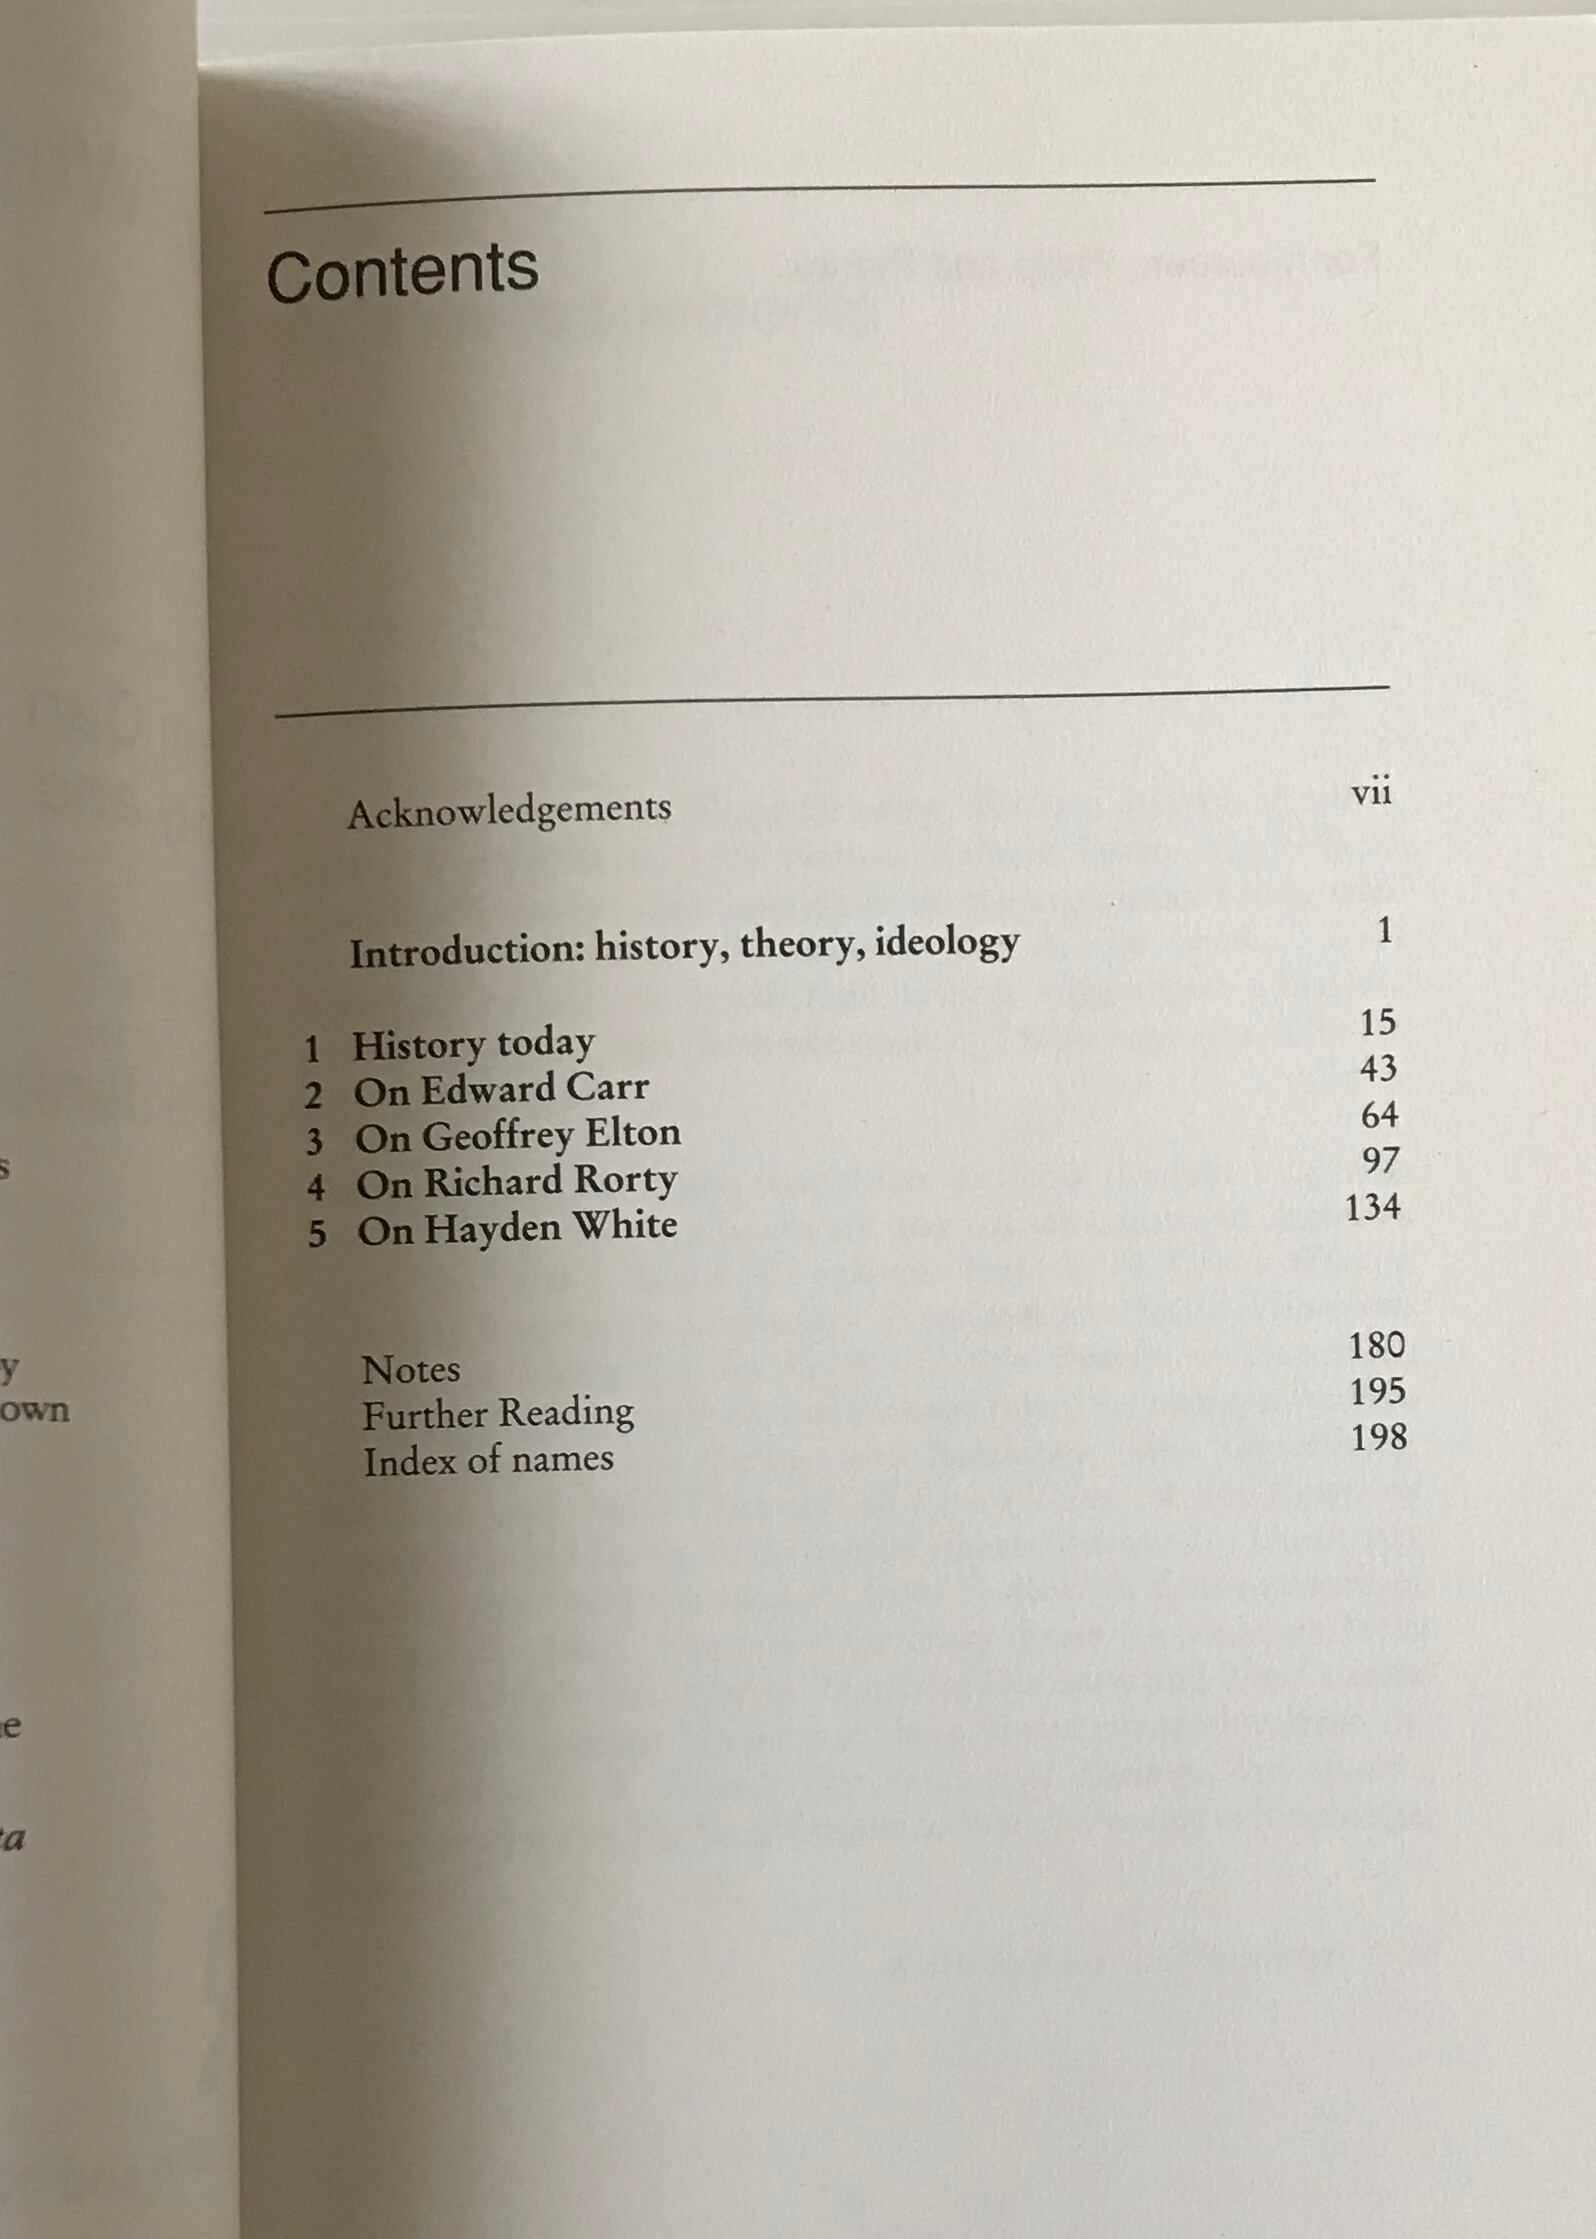 Contents
Acknowledgements vii
Introduction: history, theory, ideology 1
1 History today 15
2 On Edward Carr 43
3 On Geoffrey Elton 64
4 On Richard Rorty 97
5 On Hayden White 134
Notes 180
Further Reading 195
Index of names 198
own